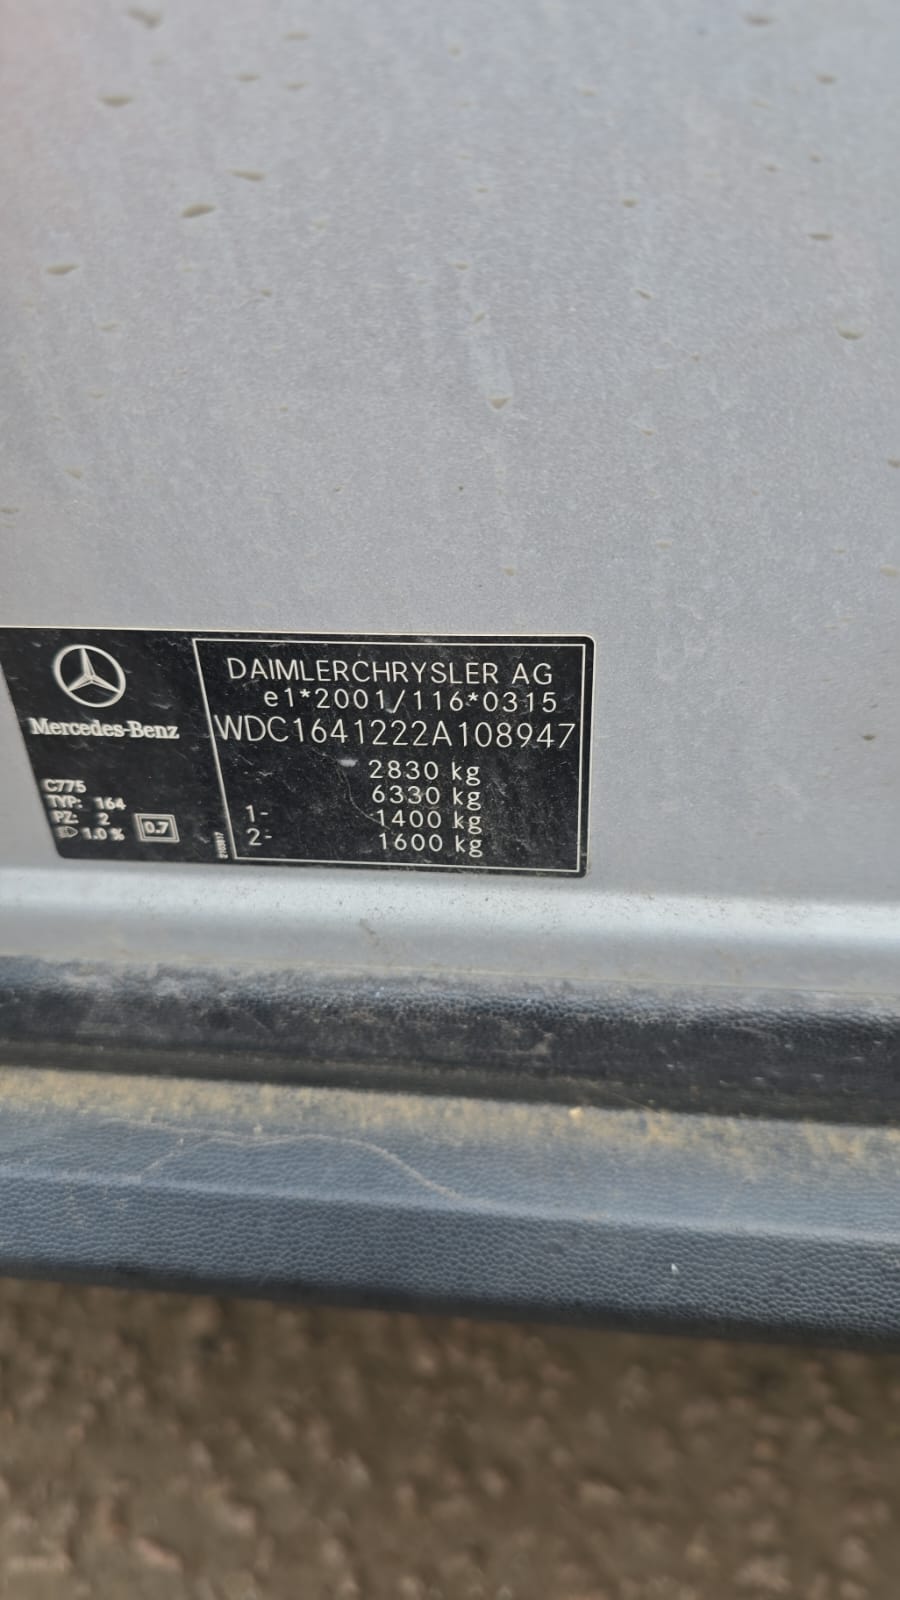 DAIMLERCHRYSLER AG
e1*2001/116*0315
WDC1641222A108947
2830 kg
6330 kg
1- 1400 kg
2- 1600 kg
Mercedes-Benz
C775
TYP: 164
PZ: 2
1.0 %
0.7